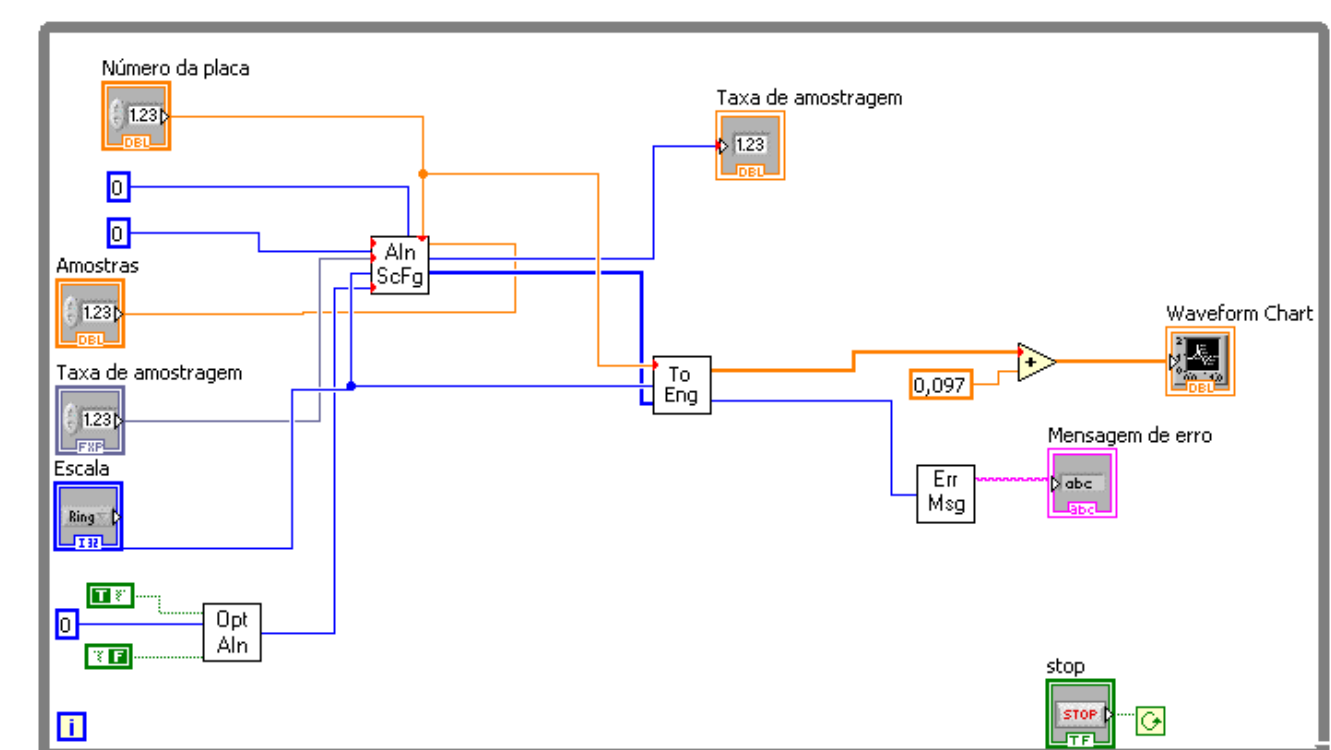 Número da placa
1.23
DBL
Taxa de amostragem
1.23
DBL
0
0
Amostras
1.23
DBL
AIn
ScFg
Waveform Chart
DBL
Taxa de amostragem
1.23
FXP
To
Eng
0,097
+
Mensagem de erro
abc
abc
Escala
Ring
I32
Err
Msg
T
0
F
Opt
AIn
stop
STOP
TF
i